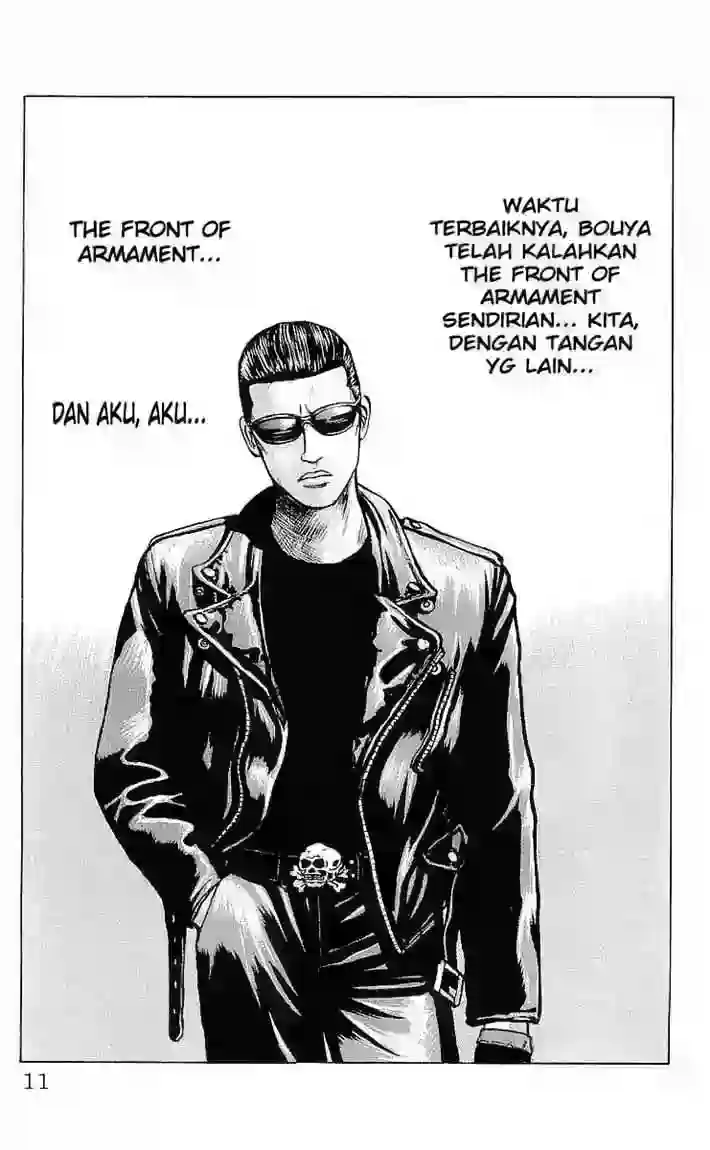 WAKTU
TERBAIKNYA, BOUYA
TELAH KALAHKAN
THE FRONT OF
ARMAMENT
SENDIRIAN... KITA,
DENGAN TANGAN
YG LAIN...
THE FRONT OF
ARMAMENT...
DAN AKU, AKU...
11